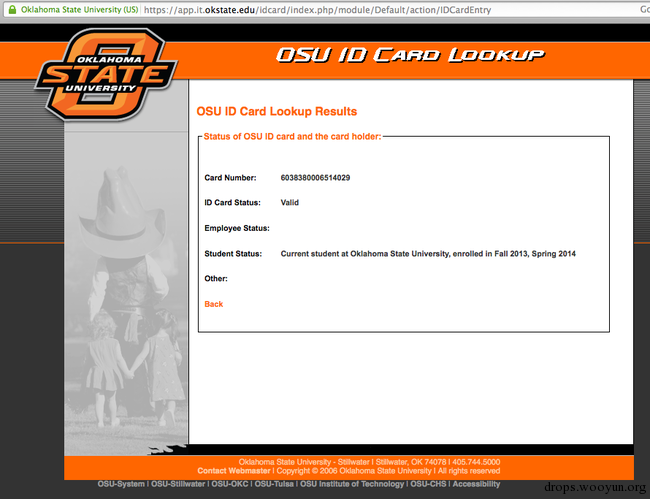 Oklahoma State University (US) https://app.it.okstate.edu/idcard/index.php/module/Default/action/IDCardEntry Go
OKLAHOMA
STATE
UNIVERSITY
OSU ID CARD LOOKUP
OSU ID Card Lookup Results
Status of OSU ID card and the card holder:
Card Number: 6038380006514029
ID Card Status: Valid
Employee Status:
Student Status: Current student at Oklahoma State University, enrolled in Fall 2013, Spring 2014
Other:
Back
Oklahoma State University - Stillwater | Stillwater, OK 74078 | 405.744.5000
Contact Webmaster | Copyright © 2006 Oklahoma State University | All rights reserved
OSU-System | OSU-Stillwater | OSU-OKC | OSU-Tulsa | OSU Institute of Technology | OSU-CHS | Accessibility
drops.wooyun.org